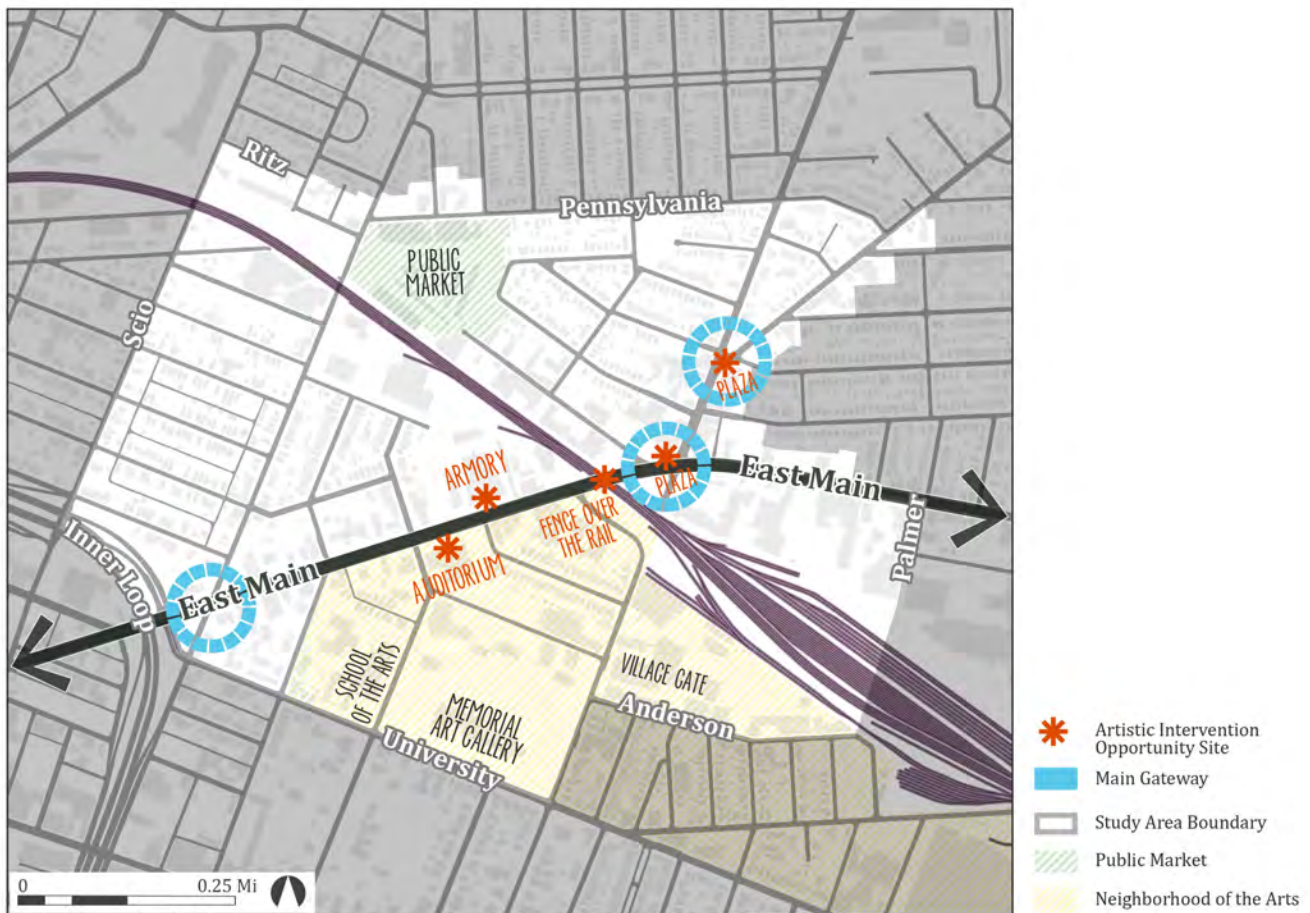 Ritz
Pennsylvania
PUBLIC
MARKET
Scio
PLAZA
ARMORY
PLAZA
East Main
FENCE OVER
THE RAIL
Palmer
AUDITORIUM
Inner Loop
East Main
SCHOOL
OF THE ARTS
VILLAGE GATE
MEMORIAL
ART GALLERY
Anderson
University
0 0.25 Mi
Artistic Intervention
Opportunity Site
Main Gateway
Study Area Boundary
Public Market
Neighborhood of the Arts